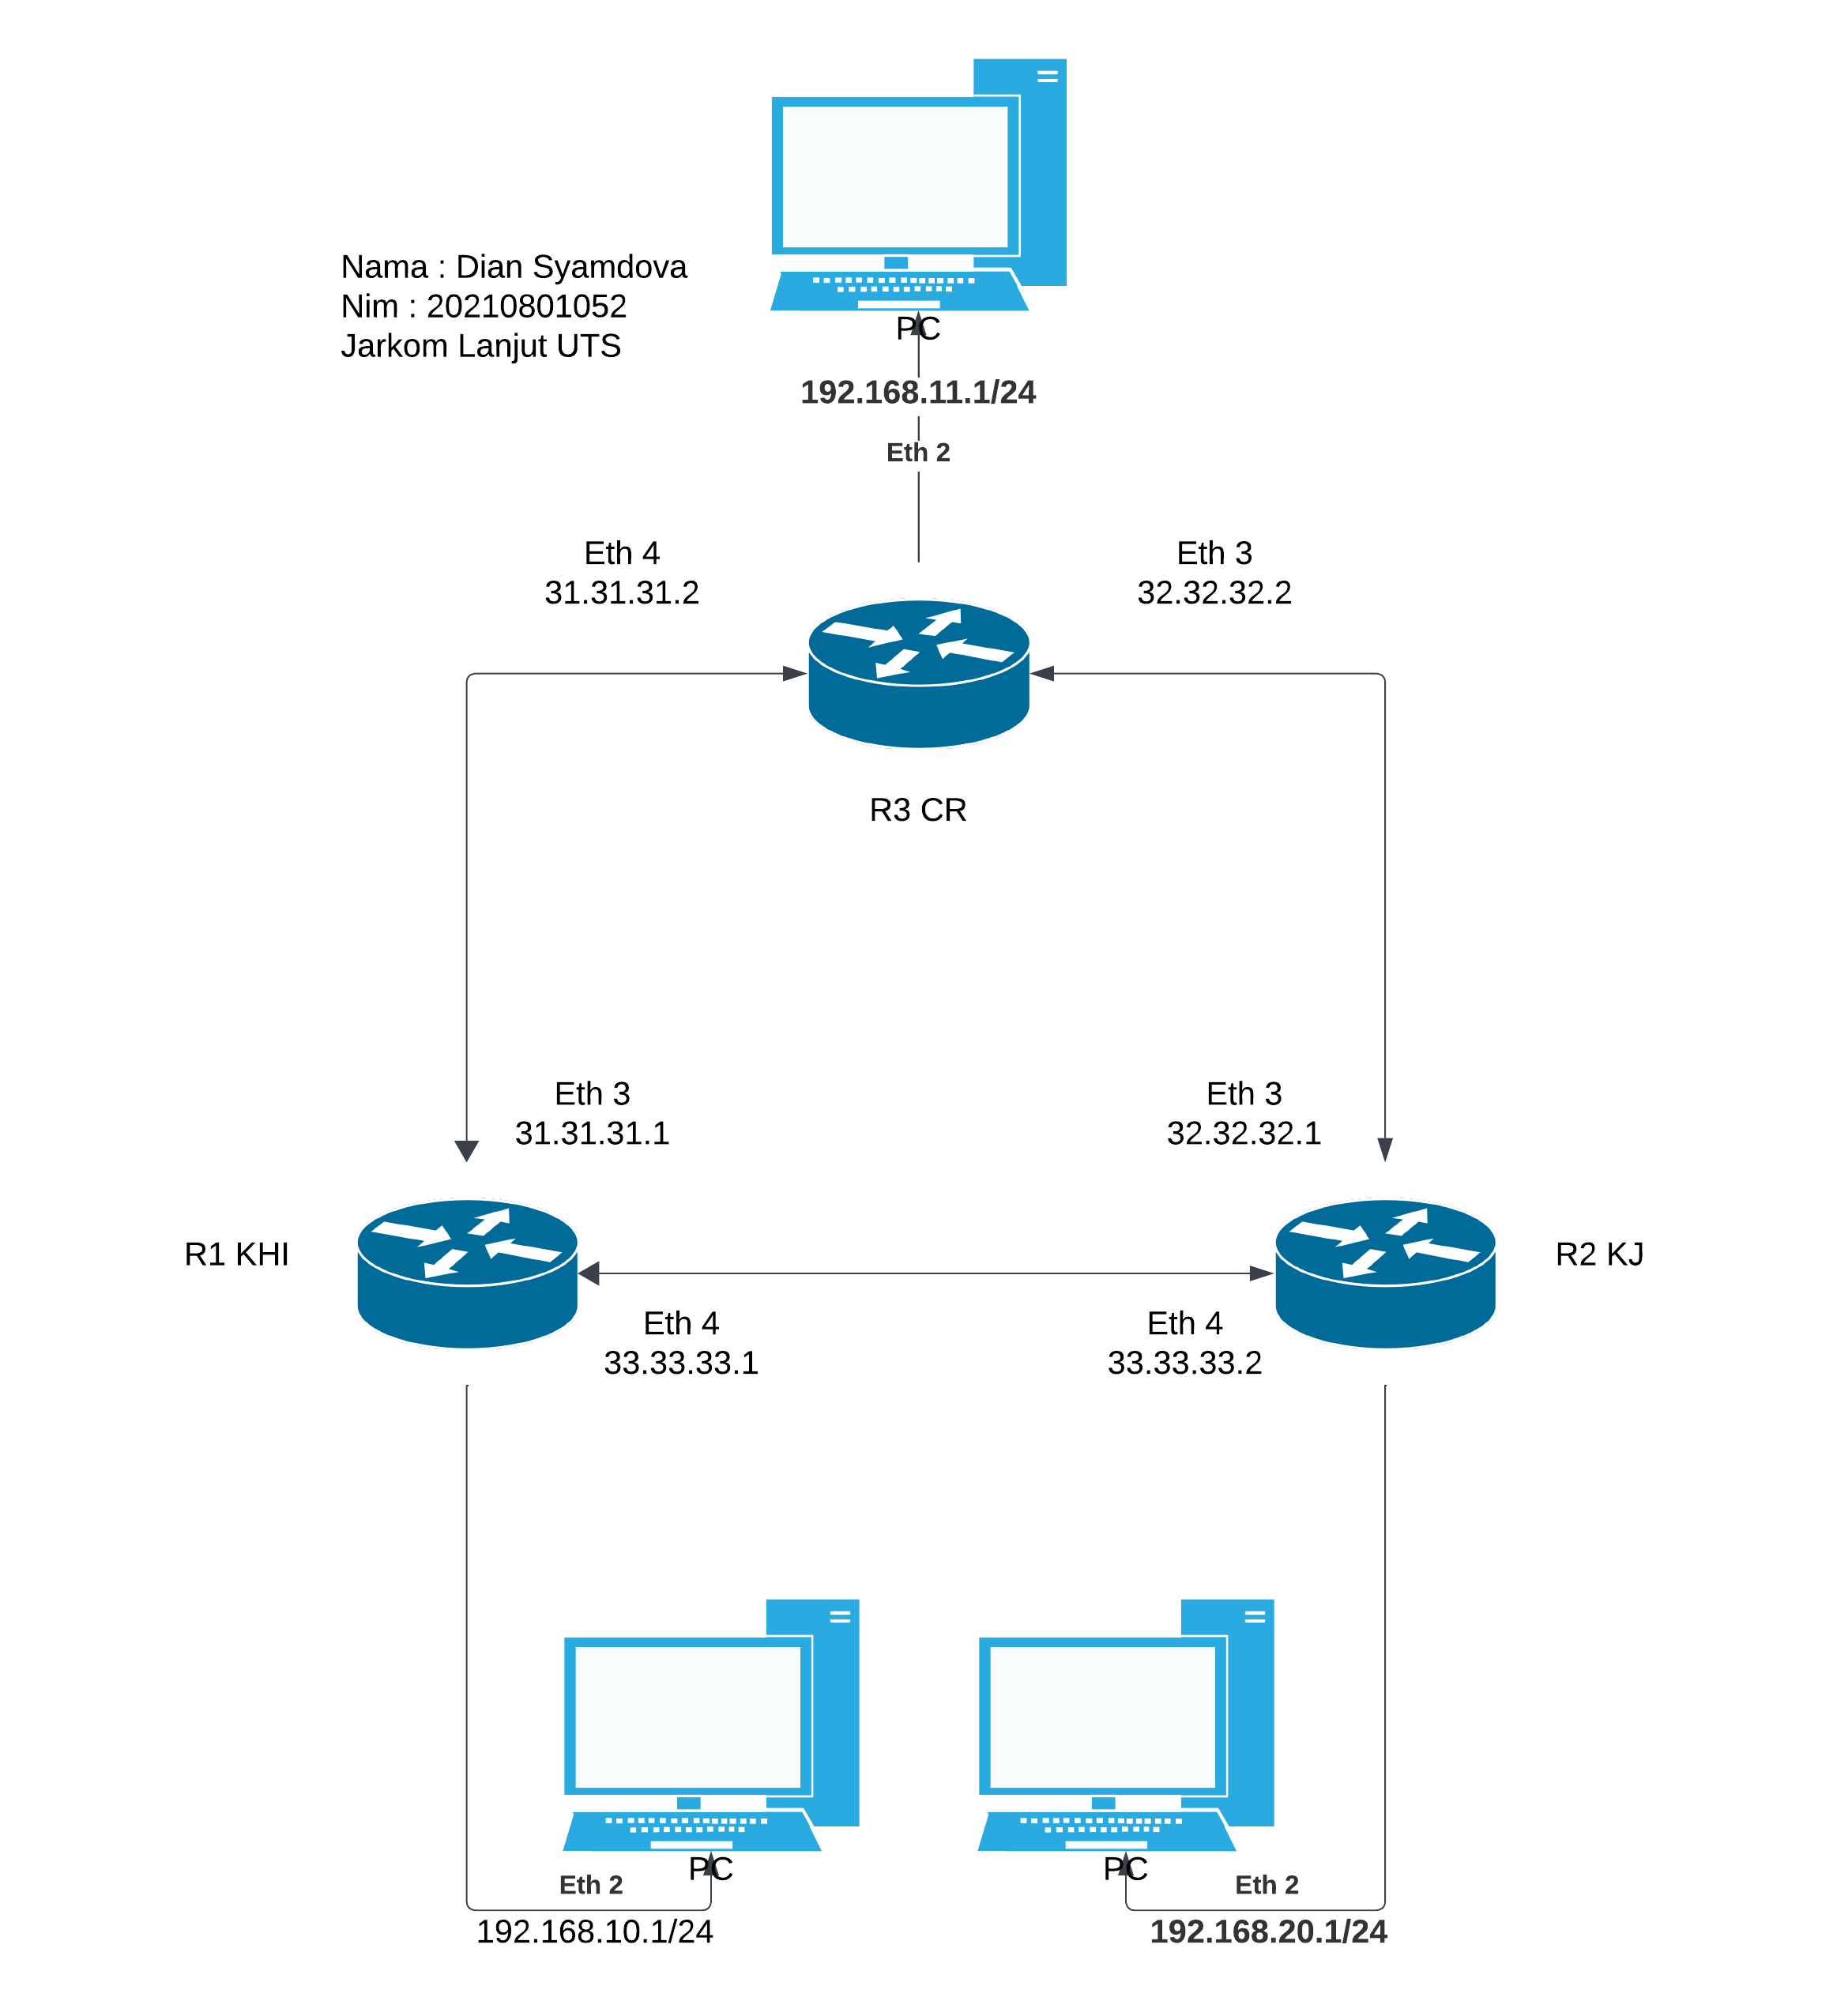 Nama : Dian Syamdova
Nim : 20210801052
Jarkom Lanjut UTS
PC
192.168.11.1/24
Eth 2
Eth 4
31.31.31.2
Eth 3
32.32.32.2
R3 CR
Eth 3
31.31.31.1
Eth 3
32.32.32.1
R1 KHI
R2 KJ
Eth 4
33.33.33.1
Eth 4
33.33.33.2
PC
PC
Eth 2
Eth 2
192.168.10.1/24
192.168.20.1/24